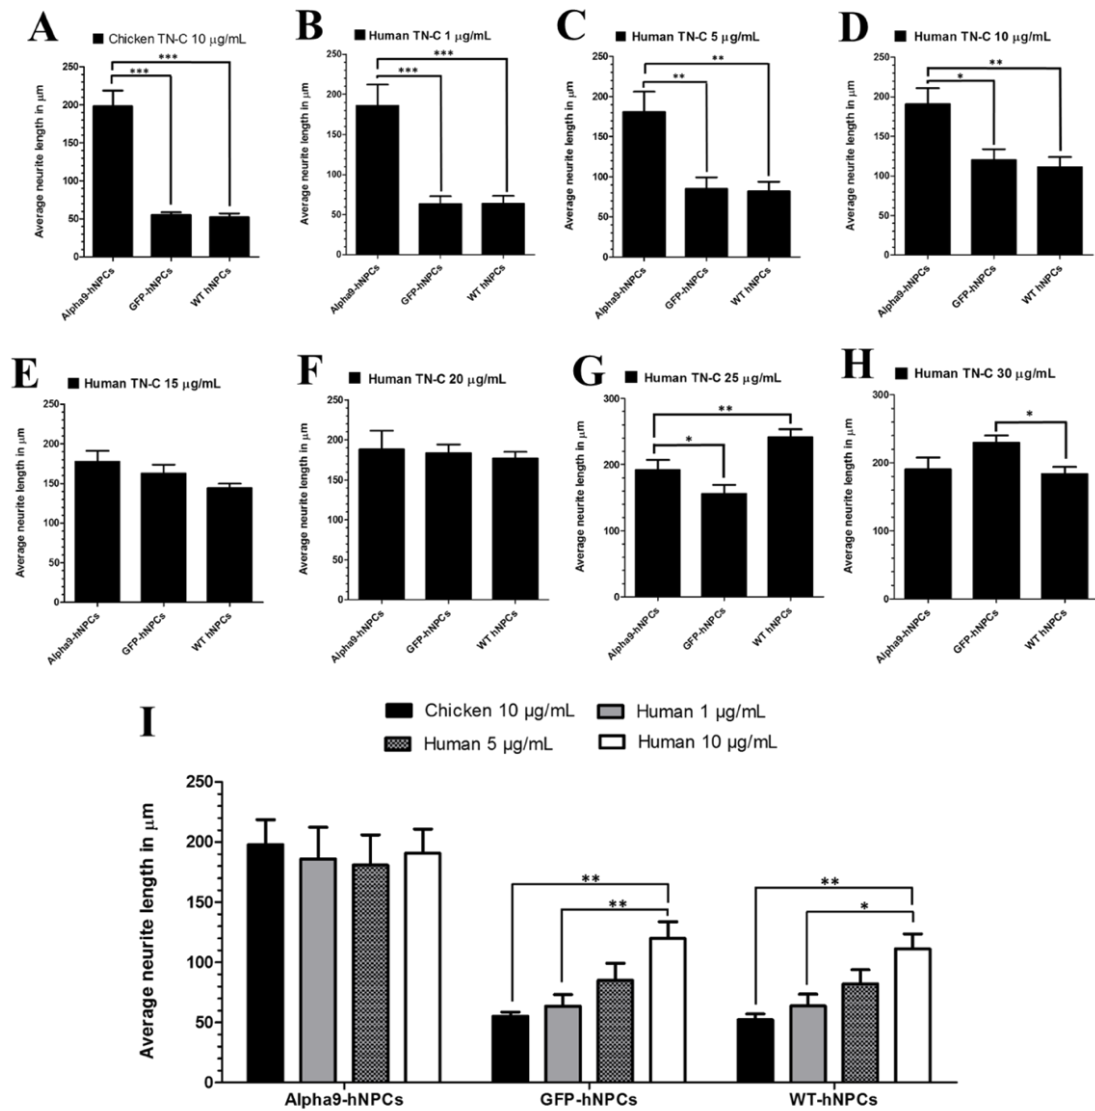 A
Chicken TN-C 10 μg/mL
Average neurite length in μm
250
200
150
100
50
0
***
***
Alpha9-hNPCs
GFP-hNPCs
WT hNPCs
B
Human TN-C 1 μg/mL
Average neurite length in μm
250
200
150
100
50
0
***
***
Alpha9-hNPCs
GFP-hNPCs
WT hNPCs
C
Human TN-C 5 μg/mL
Average neurite length in μm
250
200
150
100
50
0
**
**
Alpha9-hNPCs
GFP-hNPCs
WT hNPCs
D
Human TN-C 10 μg/mL
Average neurite length in μm
250
200
150
100
50
0
**
*
Alpha9-hNPCs
GFP-hNPCs
WT hNPCs
E
Human TN-C 15 μg/mL
Average neurite length in μm
250
200
150
100
50
0
Alpha9-hNPCs
GFP-hNPCs
WT hNPCs
F
Human TN-C 20 μg/mL
Average neurite length in μm
250
200
150
100
50
0
Alpha9-hNPCs
GFP-hNPCs
WT hNPCs
G
Human TN-C 25 μg/mL
Average neurite length in μm
300
200
100
0
**
*
Alpha9-hNPCs
GFP-hNPCs
WT hNPCs
H
Human TN-C 30 μg/mL
Average neurite length in μm
300
200
100
0
*
Alpha9-hNPCs
GFP-hNPCs
WT hNPCs
I
Chicken 10 μg/mL
Human 1 μg/mL
Human 5 μg/mL
Human 10 μg/mL
Average neurite length in μm
250
200
150
100
50
0
**
**
**
*
Alpha9-hNPCs
GFP-hNPCs
WT-hNPCs